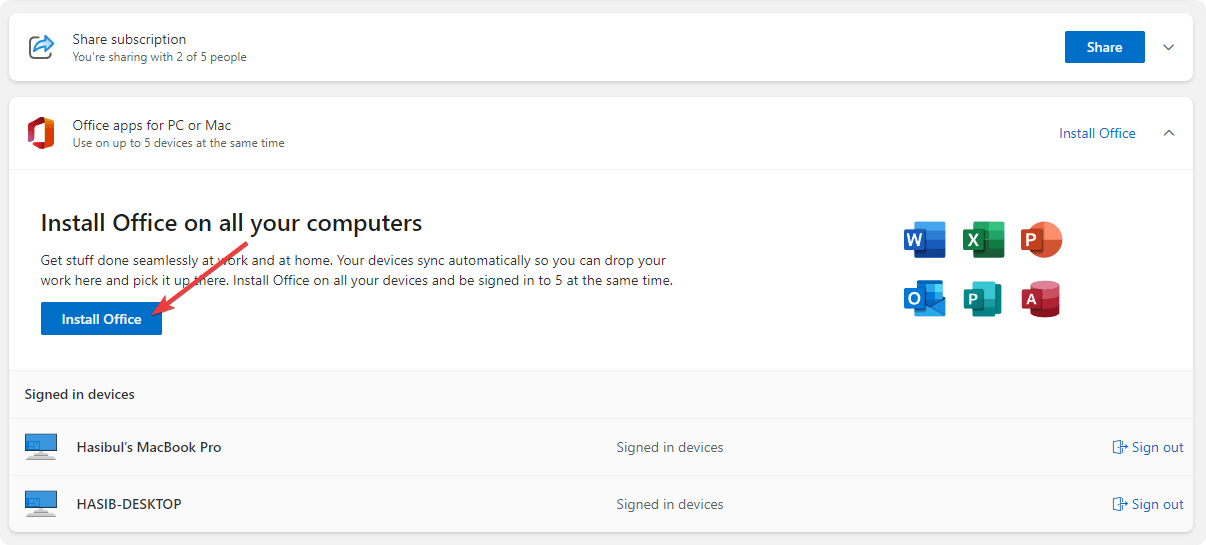 Share subscription
You're sharing with 2 of 5 people
Share
Office apps for PC or Mac
Use on up to 5 devices at the same time
Install Office
Install Office on all your computers
Get stuff done seamlessly at work and at home. Your devices sync automatically so you can drop your
work here and pick it up there. Install Office on all your devices and be signed in to 5 at the same time.
Install Office
W X P
O P A
Signed in devices
Hasibul's MacBook Pro Signed in devices Sign out
HASIB-DESKTOP Signed in devices Sign out